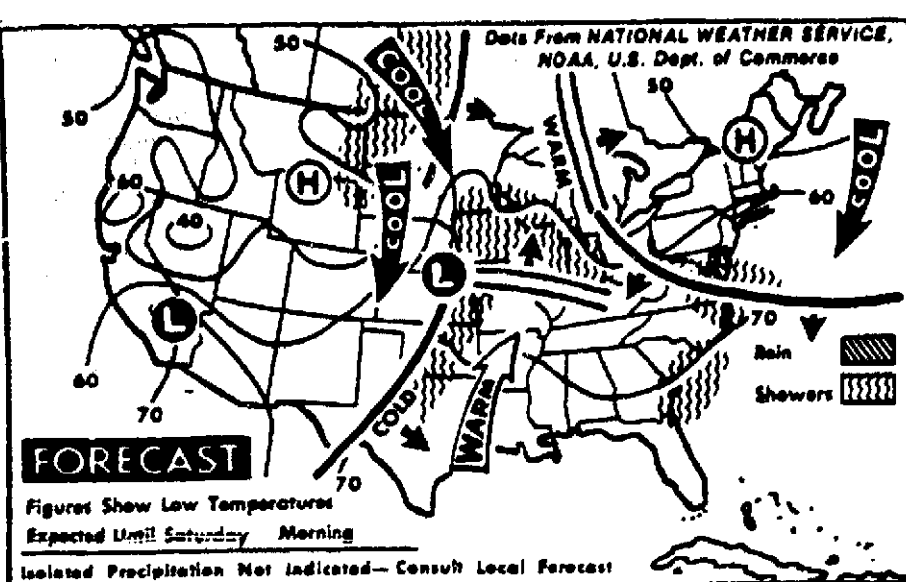 Data From NATIONAL WEATHER SERVICE,
NOAA, U.S. Dept. of Commerce
50
COOL
50
50
WARM
H
COOL
H
COOL
60
60
40
L
L
70
Rain
Showers
60
70
COLD
WARM
70
FORECAST
Figures Show Low Temperatures
Expected Until Saturday Morning
Isolated Precipitation Not Indicated— Consult Local Forecast